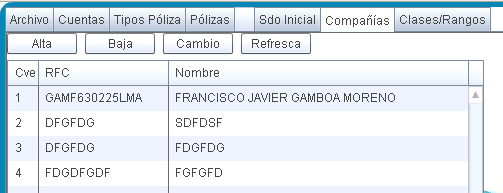 Archivo Cuentas Tipos Póliza Pólizas Sdo Inicial Compañías Clases/Rangos
Alta Baja Cambio Refresca
Cve RFC Nombre
1 GAMF630225LMA FRANCISCO JAVIER GAMBOA MORENO
2 DFGFDG SDFDSF
3 DFGFDG FDGFDG
4 FDGDFGDF FGFGFD